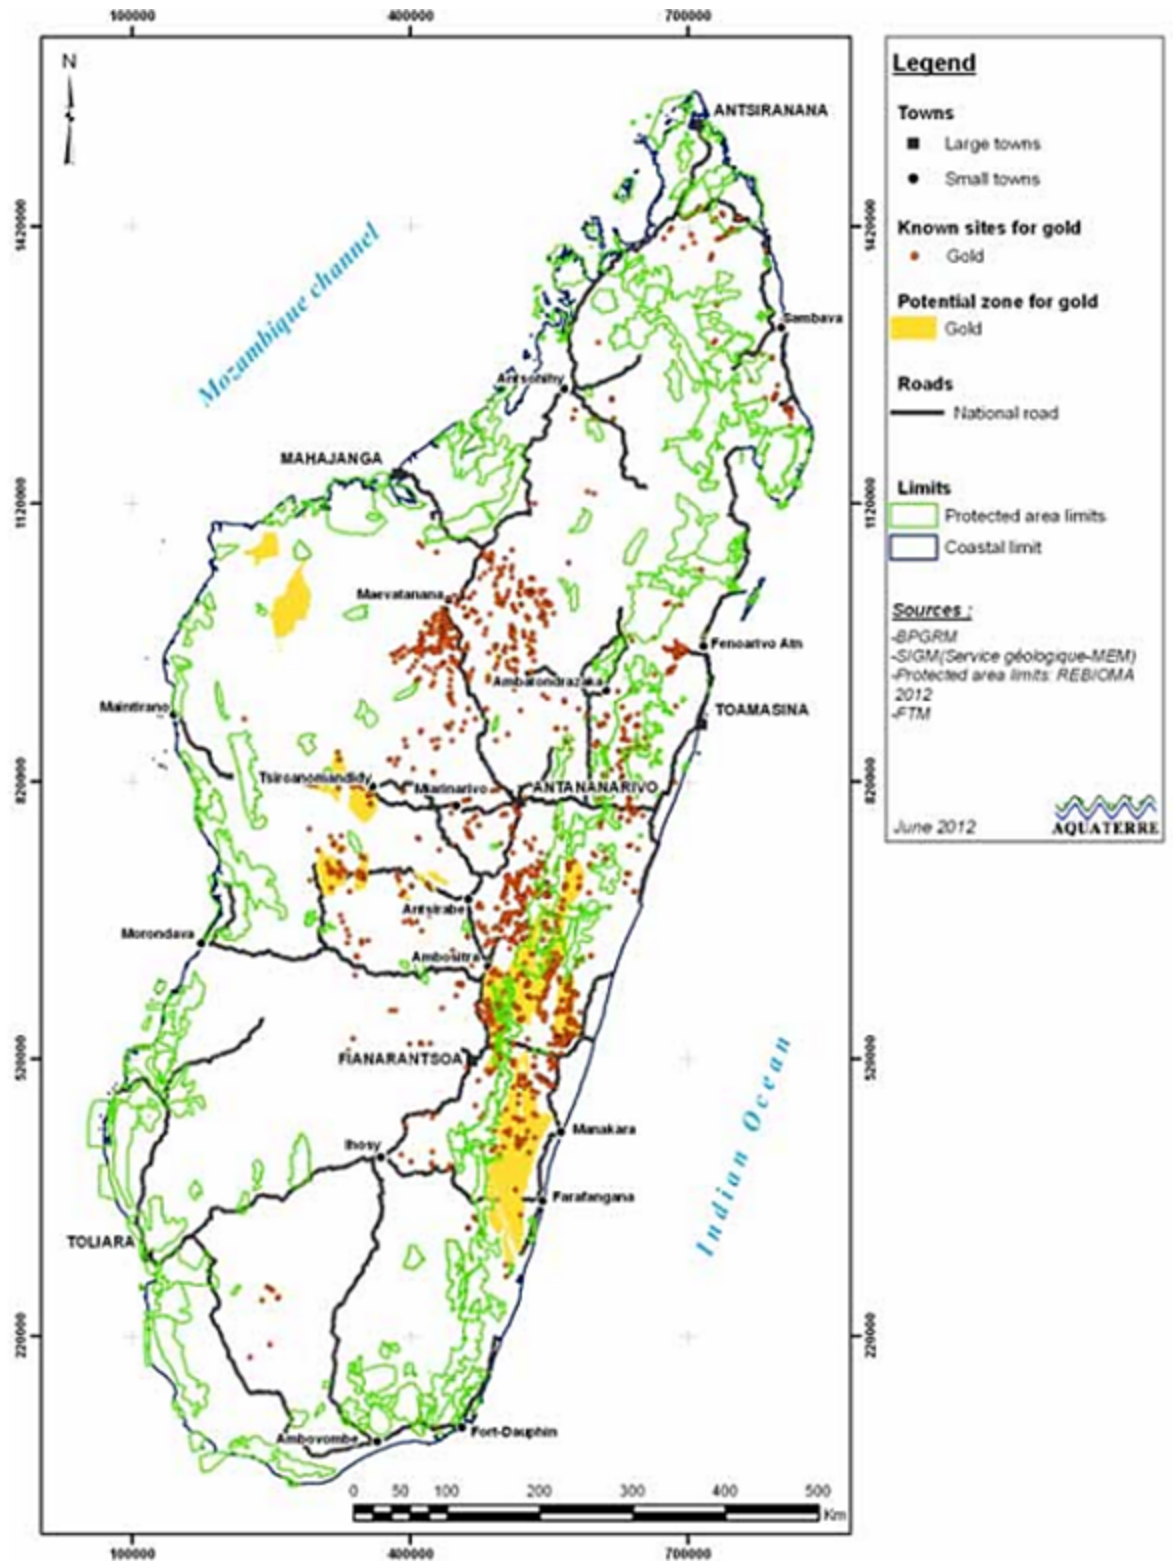 100000 400000 700000
N
ANTSIRANANA
1420000 1420000
Mozambique channel
Sambava
Antsohihy
MAHAJANGA
1120000 1120000
Maevatanana
Fenoarivo Atn
Ambatondrazaka
Maintirano
TOAMASINA
Tsiroanomandidy
Miarinarivo
ANTANANARIVO
820000 820000
Antsirabe
Morondava
Ambositra
FIANARANTSOA
520000 520000
Indian Ocean
Manakara
Ihosy
Farafangana
TOLIARA
220000 220000
Ambovombe
Fort-Dauphin
0 50 100 200 300 400 500
Km
100000 400000 700000
Legend
Towns
Large towns
Small towns
Known sites for gold
Gold
Potential zone for gold
Gold
Roads
National road
Limits
Protected area limits
Coastal limit
Sources :
-BPGRM
-SIGM(Service géologique-MEM)
-Protected area limits: REBIOMA
2012
-FTM
June 2012
AQUATERRE